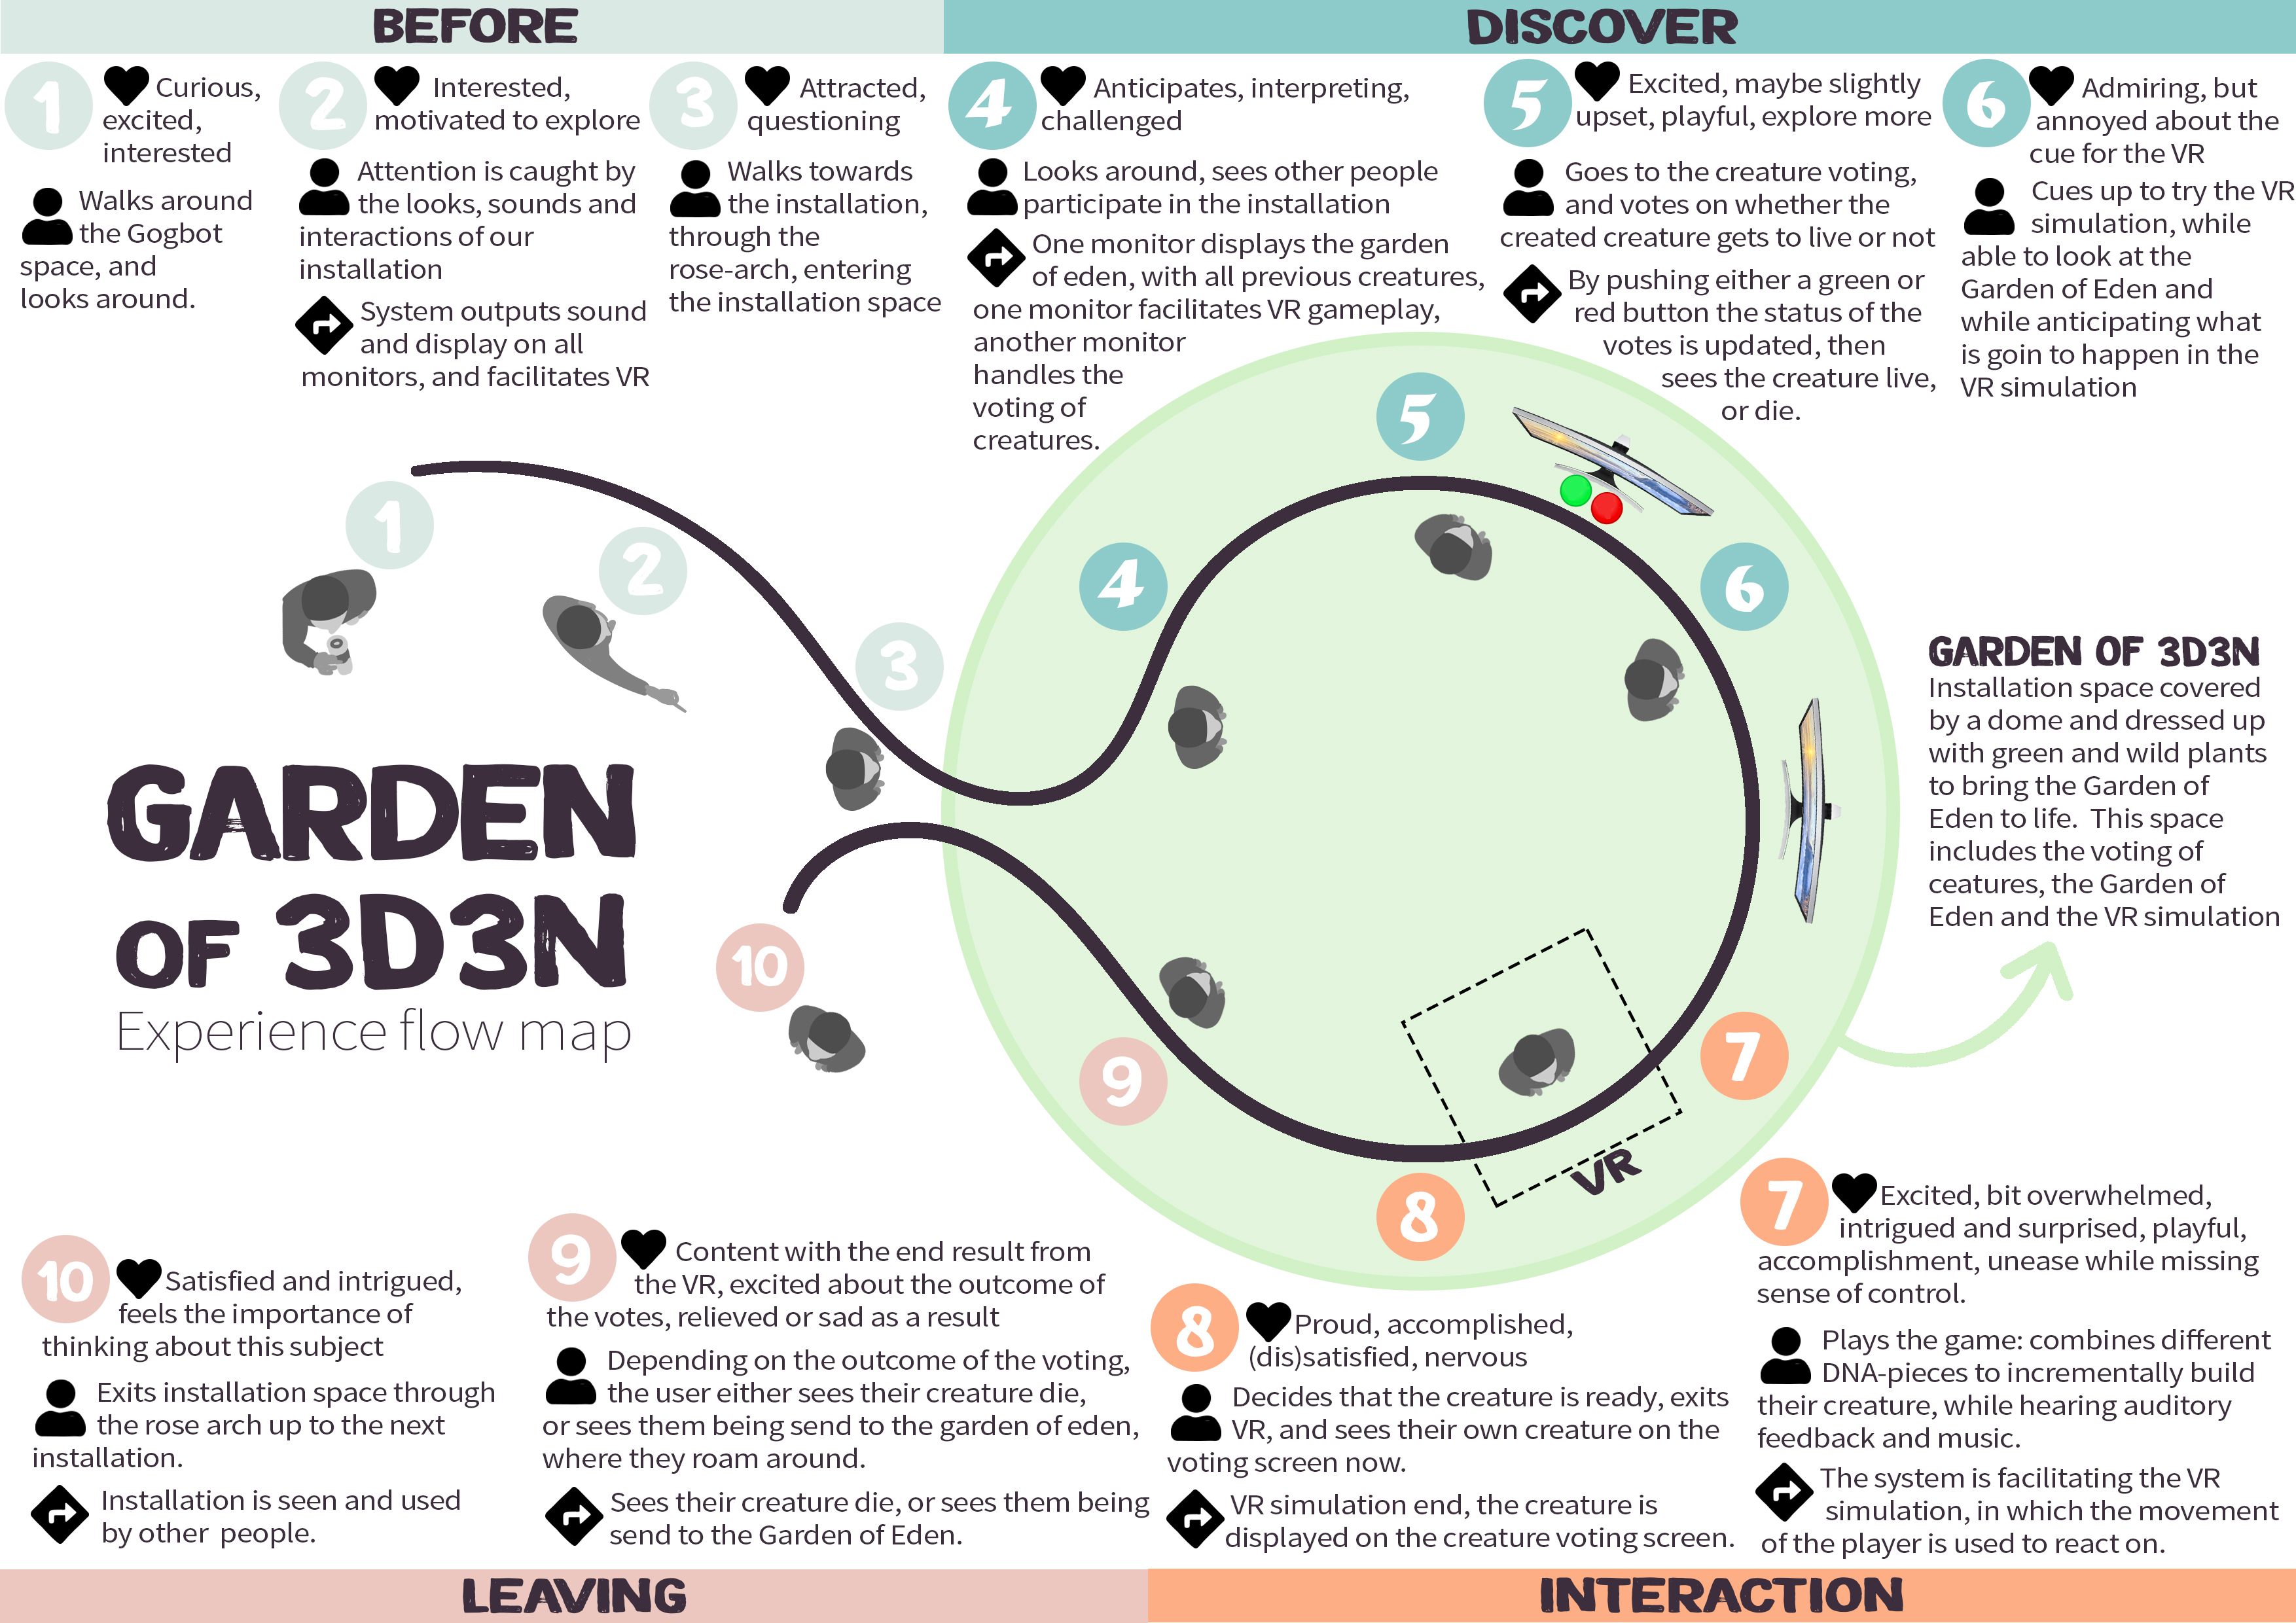 BEFORE
DISCOVER
1
Curious,
excited,
interested
Walks around
the Gogbot
space, and
looks around.
2
Interested,
motivated to explore
Attention is caught by
the looks, sounds and
interactions of our
installation
System outputs sound
and display on all
monitors, and facilitates VR
3
Attracted,
questioning
Walks towards
the installation,
through the
rose-arch, entering
the installation space
4
Anticipates, interpreting,
challenged
Looks around, sees other people
participate in the installation
One monitor displays the garden
of eden, with all previous creatures,
one monitor facilitates VR gameplay,
another monitor
handles the
voting of
creatures.
5
Excited, maybe slightly
upset, playful, explore more
Goes to the creature voting,
and votes on whether the
created creature gets to live or not
By pushing either a green or
red button the status of the
votes is updated, then
sees the creature live,
or die.
6
Admiring, but
annoyed about the
cue for the VR
Cues up to try the VR
simulation, while
able to look at the
Garden of Eden and
while anticipating what
is goin to happen in the
VR simulation
1
2
3
4
5
6
7
8
9
10
VR
GARDEN
OF 3D3N
Experience flow map
GARDEN OF 3D3N
Installation space covered
by a dome and dressed up
with green and wild plants
to bring the Garden of
Eden to life. This space
includes the voting of
ceatures, the Garden of
Eden and the VR simulation
10
Satisfied and intrigued,
feels the importance of
thinking about this subject
Exits installation space through
the rose arch up to the next
installation.
Installation is seen and used
by other people.
9
Content with the end result from
the VR, excited about the outcome of
the votes, relieved or sad as a result
Depending on the outcome of the voting,
the user either sees their creature die,
or sees them being send to the garden of eden,
where they roam around.
Sees their creature die, or sees them being
send to the Garden of Eden.
8
Proud, accomplished,
(dis)satisfied, nervous
Decides that the creature is ready, exits
VR, and sees their own creature on the
voting screen now.
VR simulation end, the creature is
displayed on the creature voting screen.
7
Excited, bit overwhelmed,
intrigued and surprised, playful,
accomplishment, unease while missing
sense of control.
Plays the game: combines different
DNA-pieces to incrementally build
their creature, while hearing auditory
feedback and music.
The system is facilitating the VR
simulation, in which the movement
of the player is used to react on.
LEAVING
INTERACTION